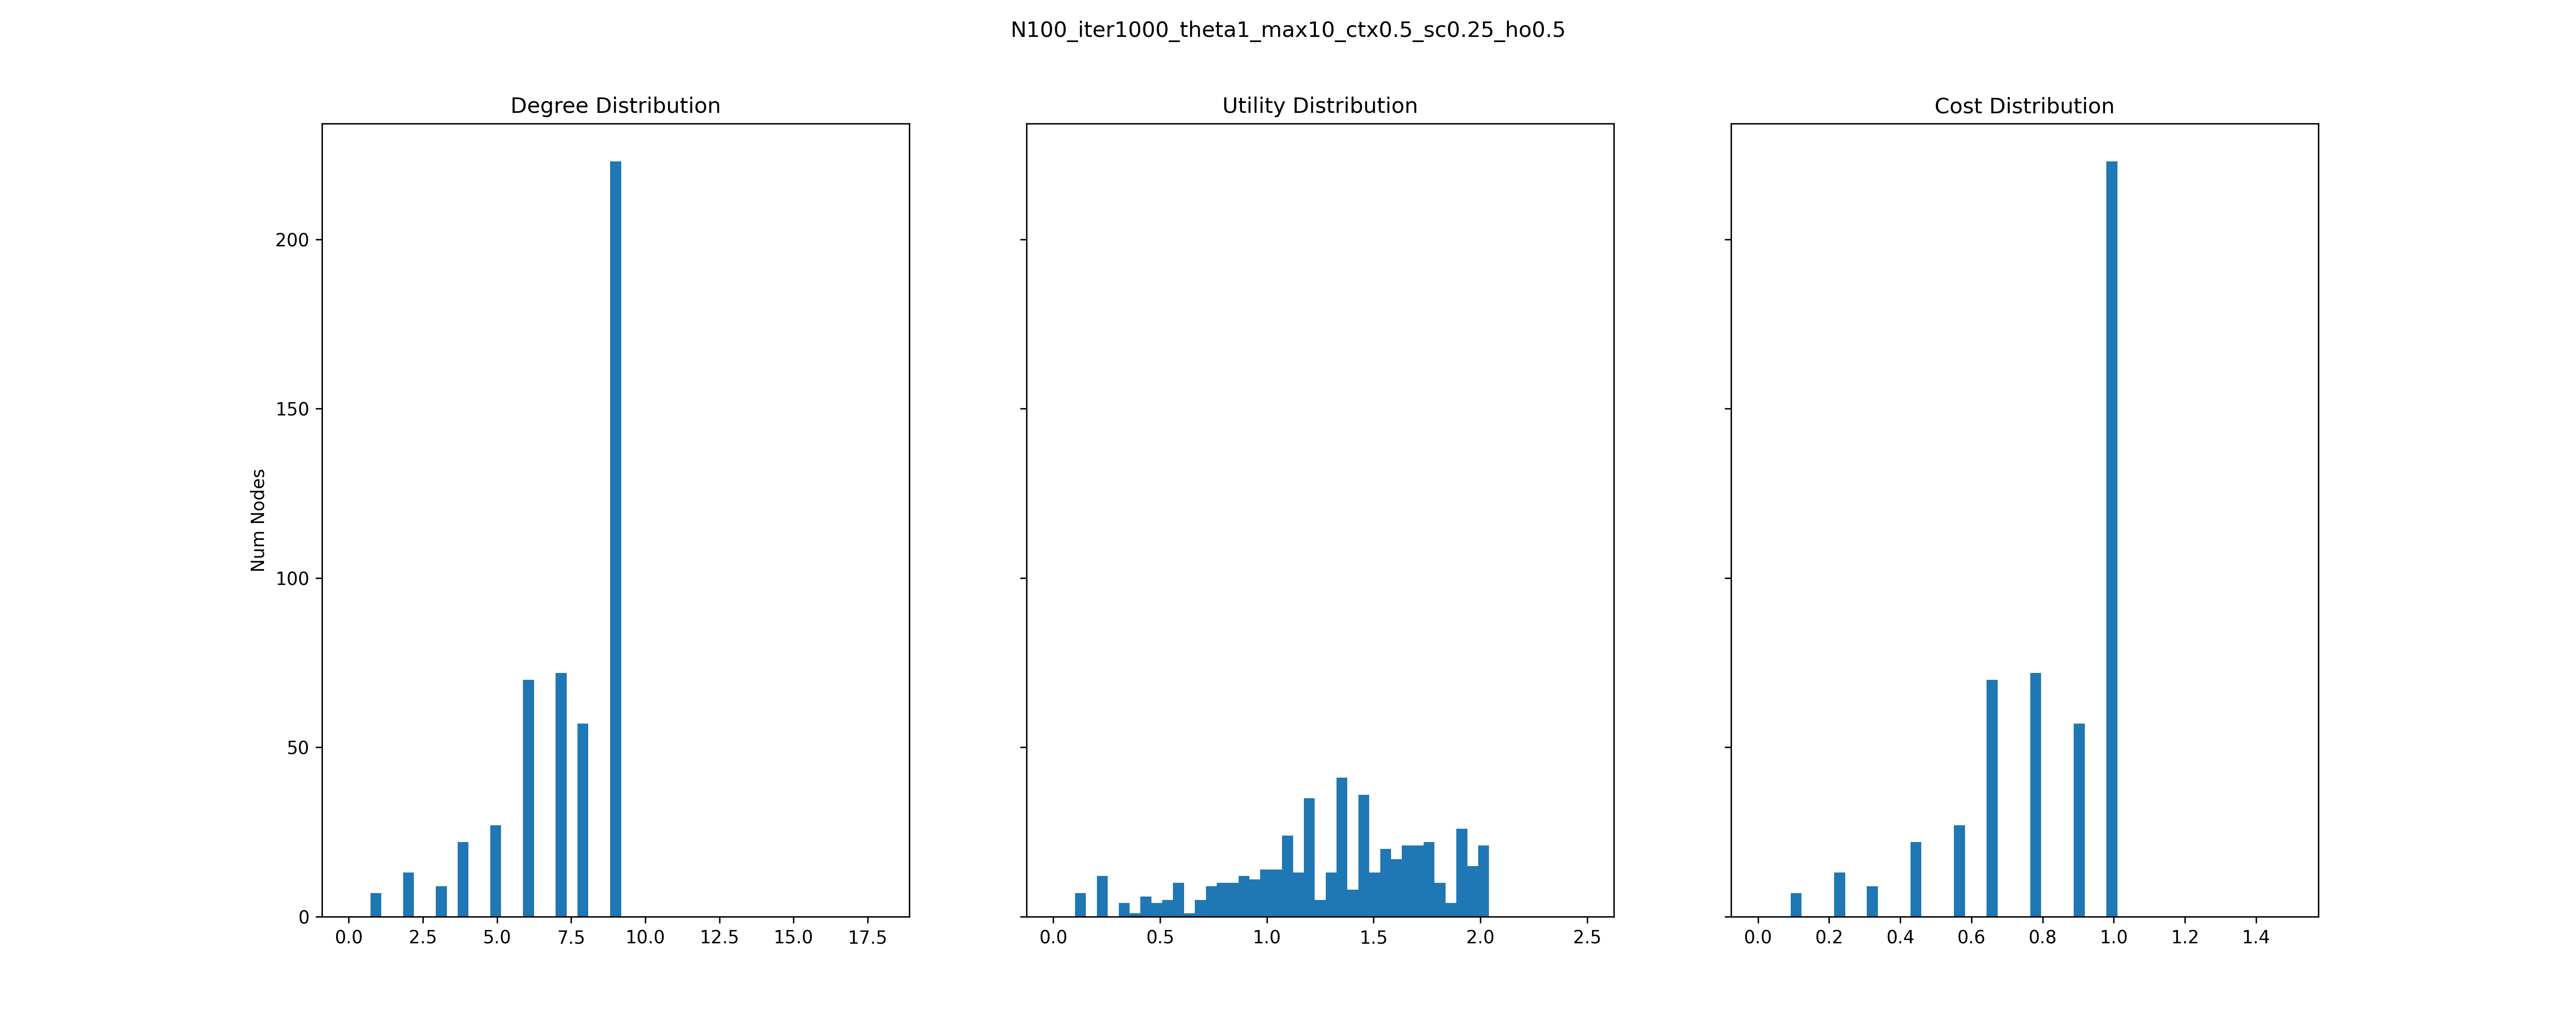 N100_iter1000_theta1_max10_ctx0.5_sc0.25_ho0.5
Degree Distribution
Utility Distribution
Cost Distribution
Num Nodes
200
150
100
50
0
0.0 2.5 5.0 7.5 10.0 12.5 15.0 17.5
0.0 0.5 1.0 1.5 2.0 2.5
0.0 0.2 0.4 0.6 0.8 1.0 1.2 1.4